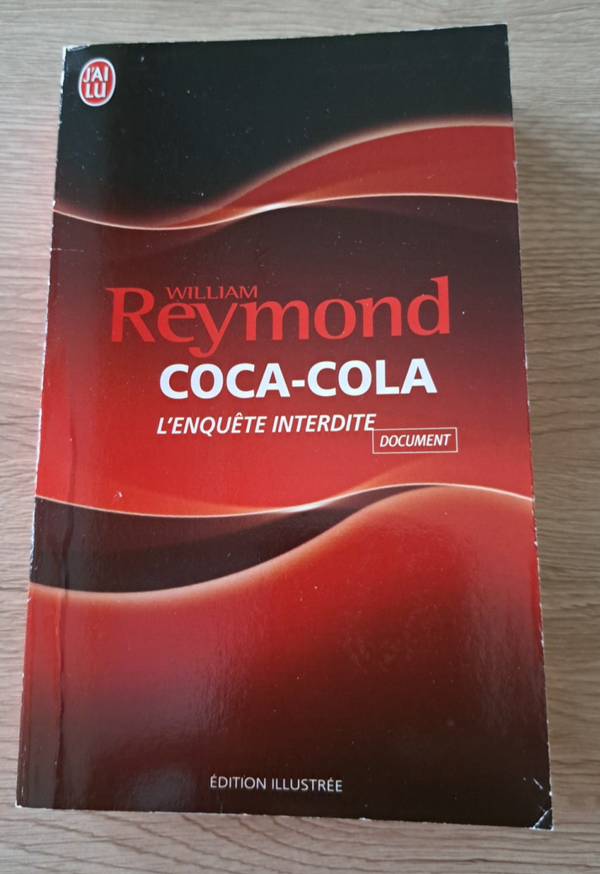 J'AI
LU
WILLIAM
Reymond
COCA-COLA
L'ENQUÊTE INTERDITE
DOCUMENT
ÉDITION ILLUSTRÉE